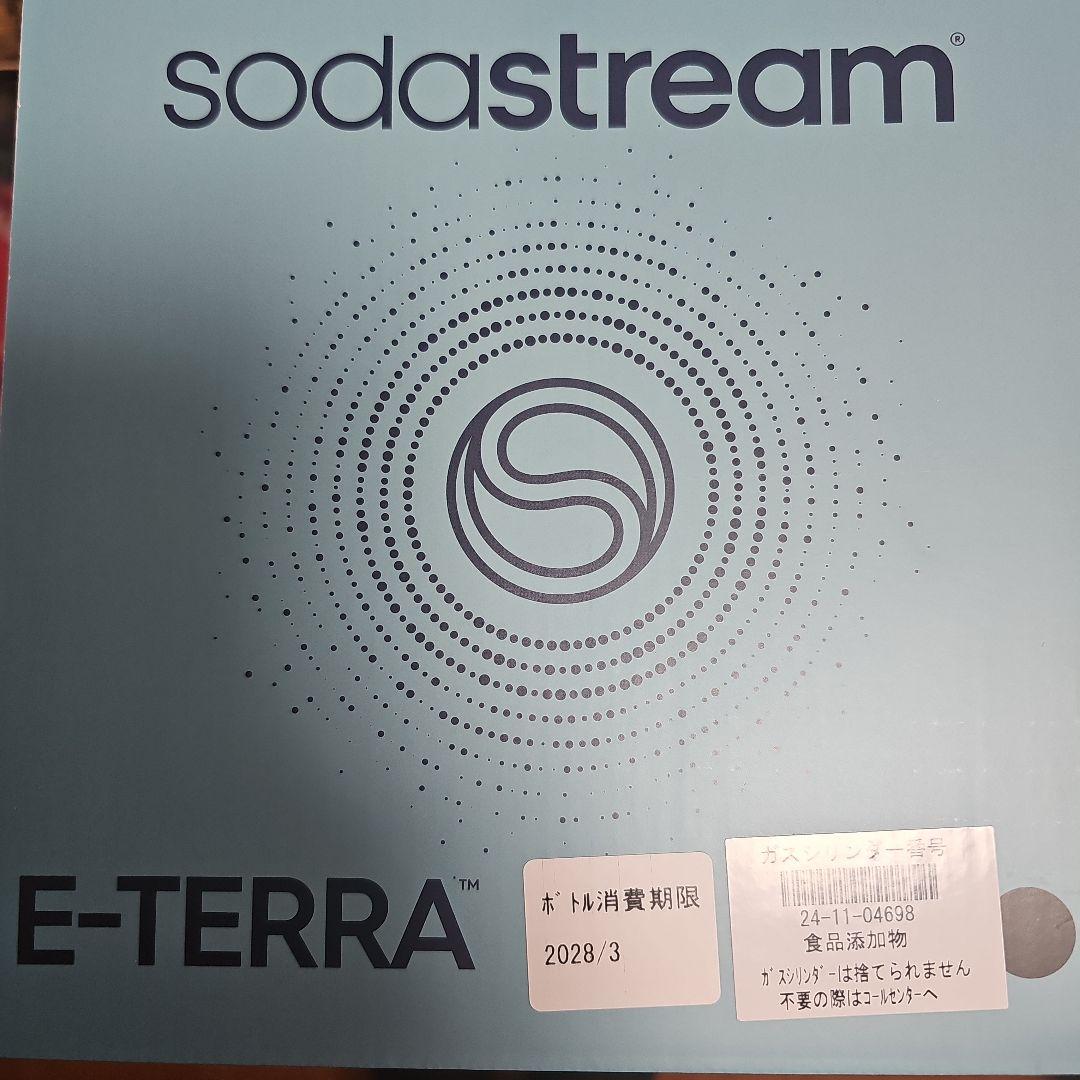 sodastream®
E-TERRA™
ﾎﾞﾄﾙ消費期限
2028/3
ガスシリンダー番号
24-11-04698
食品添加物
ｶﾞｽｼﾘﾝﾀﾞｰは捨てられません
不要の際はｺｰﾙｾﾝﾀｰへ